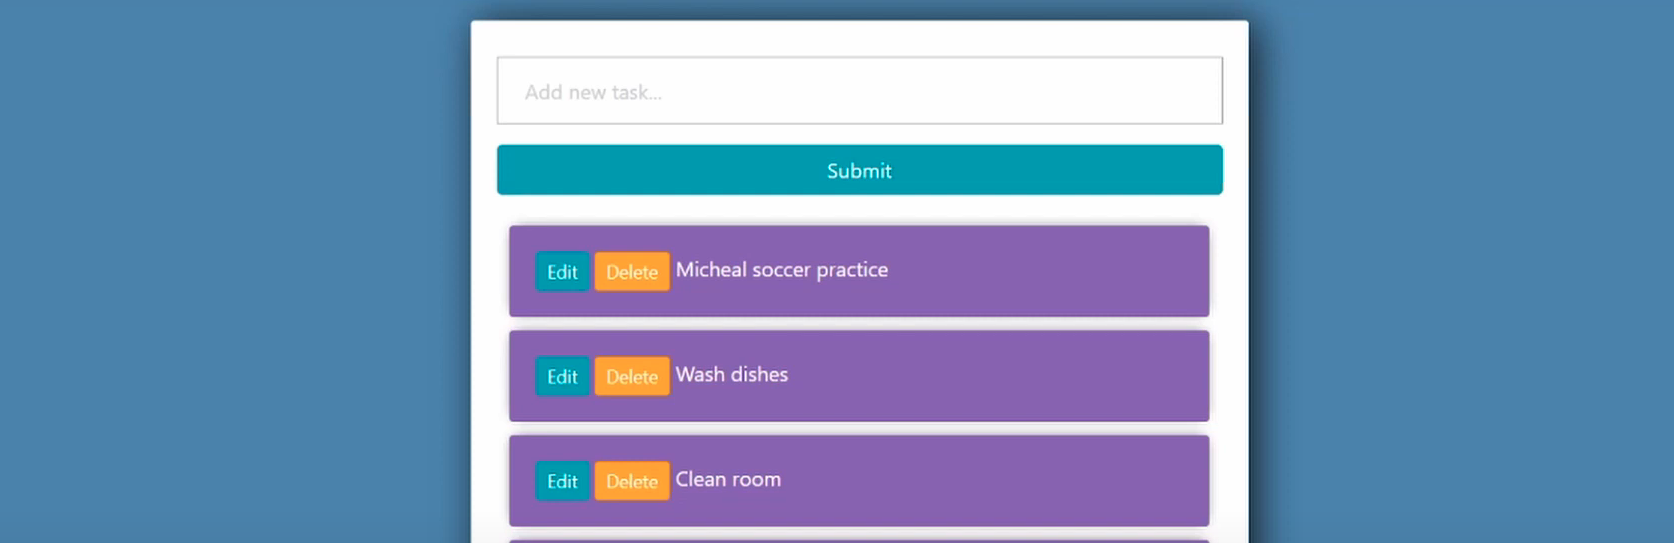 Add new task...
Submit
Edit Delete Micheal soccer practice
Edit Delete Wash dishes
Edit Delete Clean room